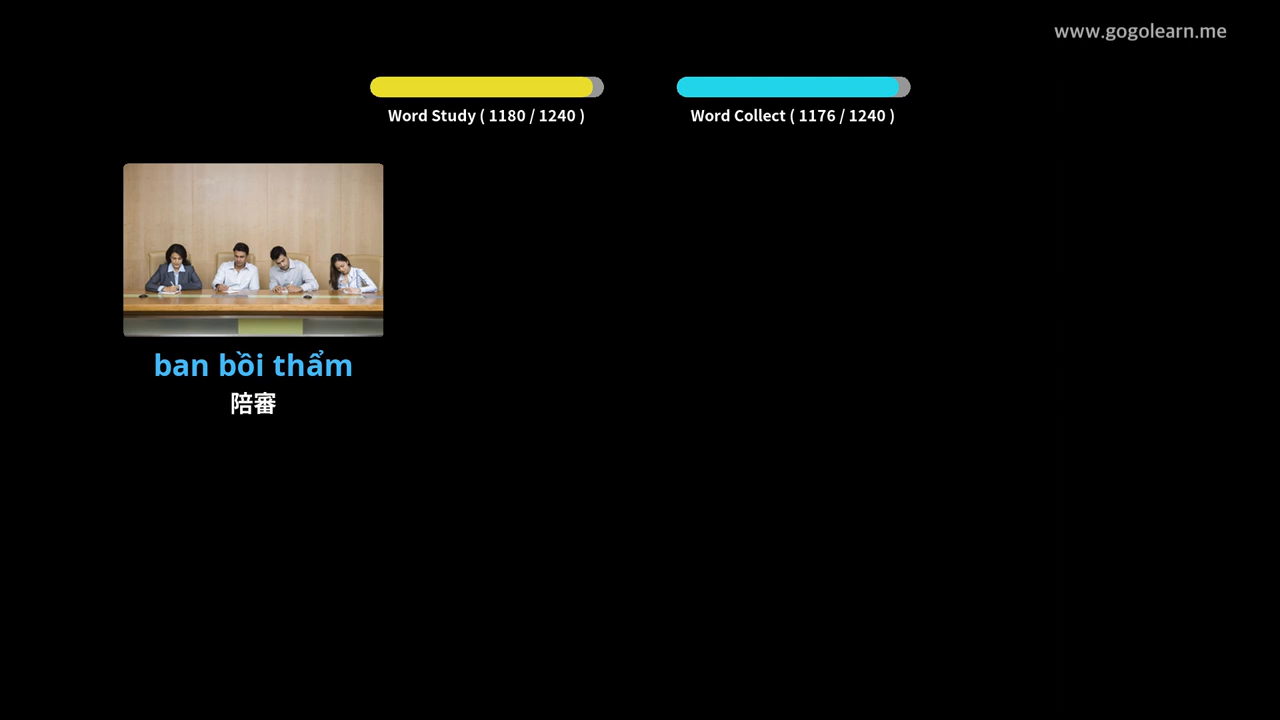 www.gogolearn.me
Word Study ( 1180 / 1240 )
Word Collect ( 1176 / 1240 )
ban bồi thẩm
陪審